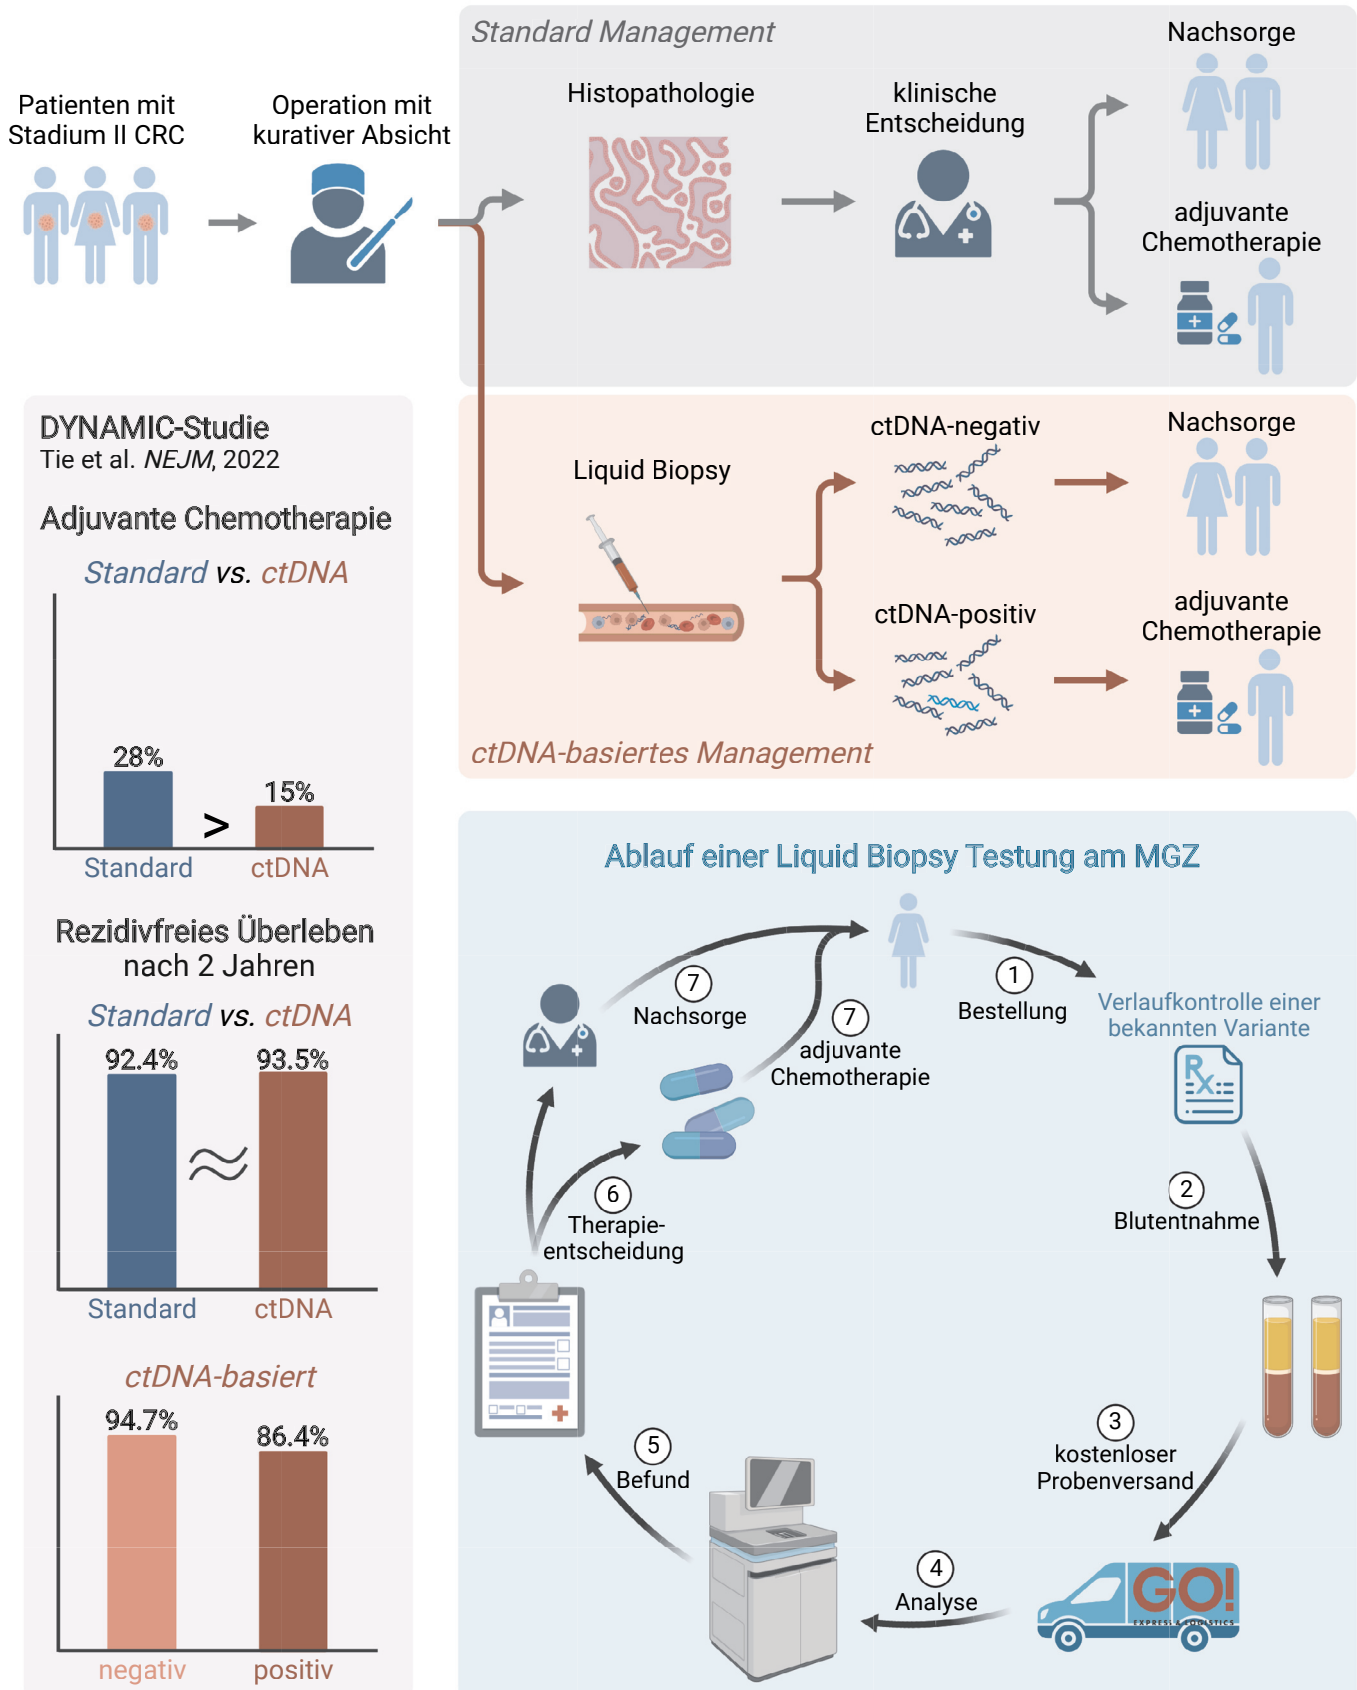 Patienten mit
Stadium II CRC
Operation mit
kurativer Absicht
Standard Management
Histopathologie
klinische
Entscheidung
Nachsorge
adjuvante
Chemotherapie
Liquid Biopsy
ctDNA-negativ
Nachsorge
ctDNA-positiv
adjuvante
Chemotherapie
ctDNA-basiertes Management
DYNAMIC-Studie
Tie et al. NEJM, 2022
Adjuvante Chemotherapie
Standard vs. ctDNA
28%
>
15%
Standard
ctDNA
Rezidivfreies Überleben
nach 2 Jahren
Standard vs. ctDNA
92.4%
≈
93.5%
Standard
ctDNA
ctDNA-basiert
94.7%
86.4%
negativ
positiv
Ablauf einer Liquid Biopsy Testung am MGZ
1
Bestellung
Verlaufkontrolle einer
bekannten Variante
Rx
2
Blutentnahme
3
kostenloser
Probenversand
GO!
EXPRESS & LOGISTICS
4
Analyse
5
Befund
6
Therapie-
entscheidung
7
Nachsorge
7
adjuvante
Chemotherapie